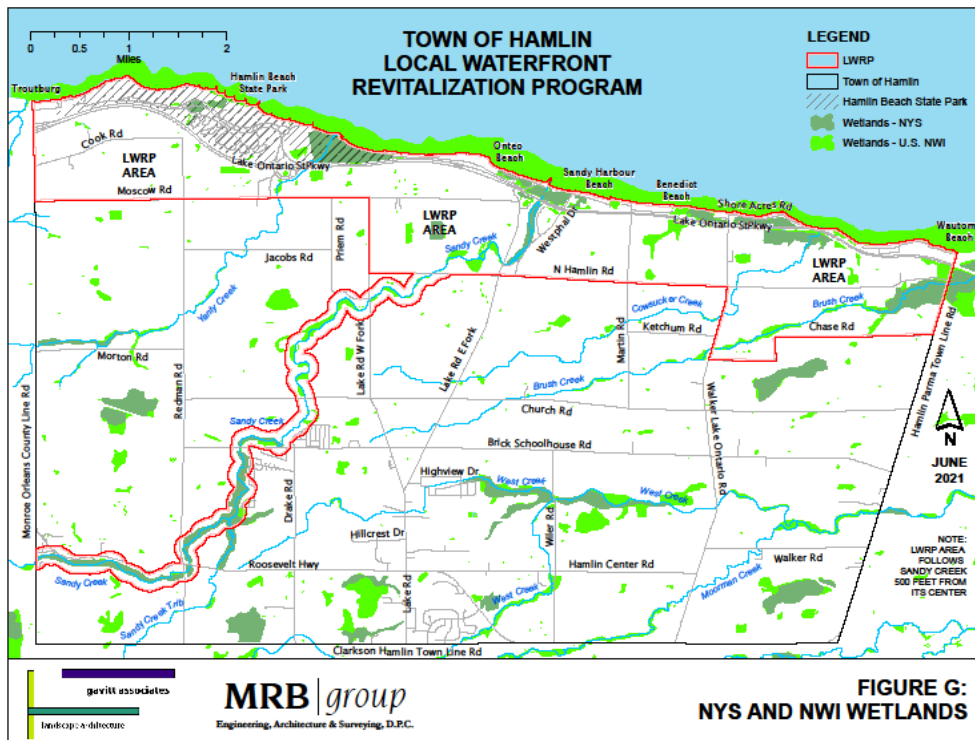 TOWN OF HAMLIN
LOCAL WATERFRONT
REVITALIZATION PROGRAM
0 0.5 1 2
Miles
LEGEND
LWRP
Town of Hamlin
Hamlin Beach State Park
Wetlands - NYS
Wetlands - U.S. NWI
Troutburg
Hamlin Beach
State Park
Cook Rd
LWRP
AREA
Moscow Rd
Lake Ontario StPkwy
Onteo
Beach
Sandy Harbour
Beach
Benedict
Beach
Shore Acres Rd
Lake Ontario StPkwy
Wautoma
Beach
LWRP
AREA
Priem Rd
Sandy Creek
Westphal Dr
N Hamlin Rd
LWRP
AREA
Jacobs Rd
Yanty Creek
Cowsucker Creek
Ketchum Rd
Brush Creek
Chase Rd
Morton Rd
Redman Rd
Lake Rd W Fork
Lake Rd E Fork
Martin Rd
Brush Creek
Church Rd
Walker Lake Ontario Rd
Hamlin Parma Town Line Rd
Monroe Orleans County Line Rd
Sandy Creek
Brick Schoolhouse Rd
Highview Dr
West Creek
West Creek
Drake Rd
Hillcrest Dr
Wiler Rd
Roosevelt Hwy
Hamlin Center Rd
Walker Rd
Moorman Creek
Sandy Creek
Sandy Creek Trib
Lake Rd
West Creek
Clarkson Hamlin Town Line Rd
N
JUNE
2021
NOTE:
LWRP AREA
FOLLOWS
SANDY CREEK
500 FEET FROM
ITS CENTER
gavitt associates
landscape architecture
MRB group
Engineering, Architecture & Surveying, D.P.C.
FIGURE G:
NYS AND NWI WETLANDS